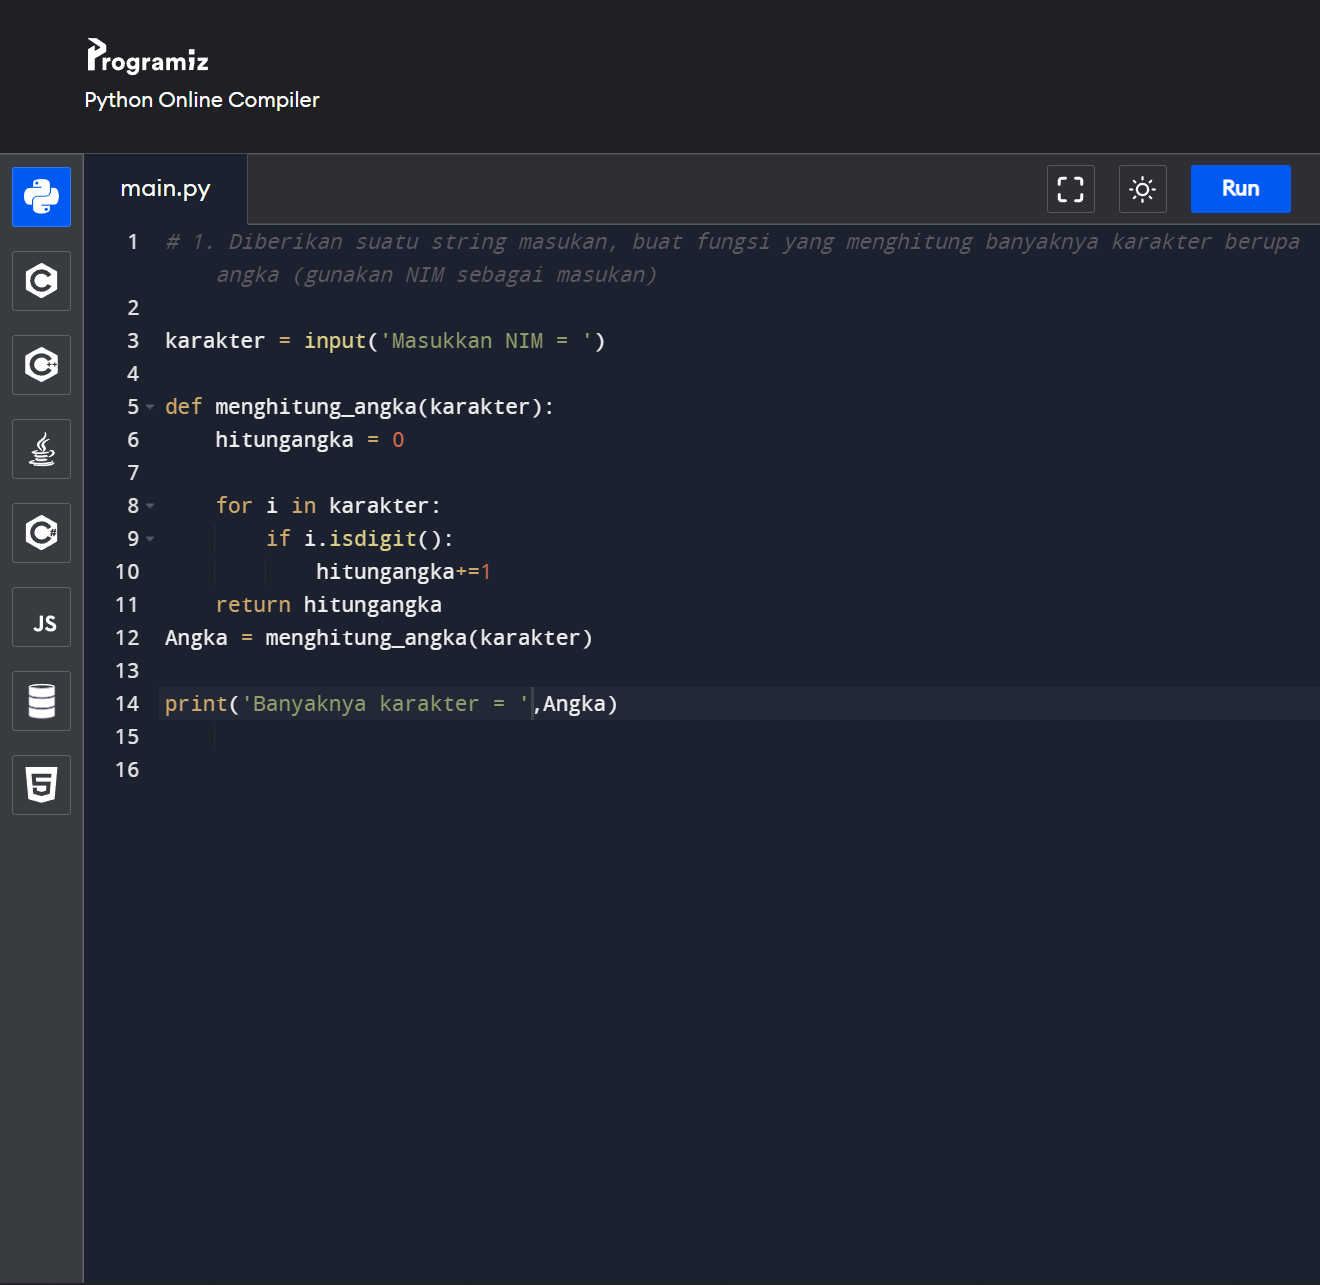 Programiz
Python Online Compiler
main.py
Run
1 # 1. Diberikan suatu string masukan, buat fungsi yang menghitung banyaknya karakter berupa
angka (gunakan NIM sebagai masukan)
2
3 karakter = input('Masukkan NIM = ')
4
5 def menghitung_angka(karakter):
6     hitungangka = 0
7
8     for i in karakter:
9         if i.isdigit():
10             hitungangka+=1
11     return hitungangka
12 Angka = menghitung_angka(karakter)
13
14 print('Banyaknya karakter = ',Angka)
15
16
C
C++
C#
JS
5